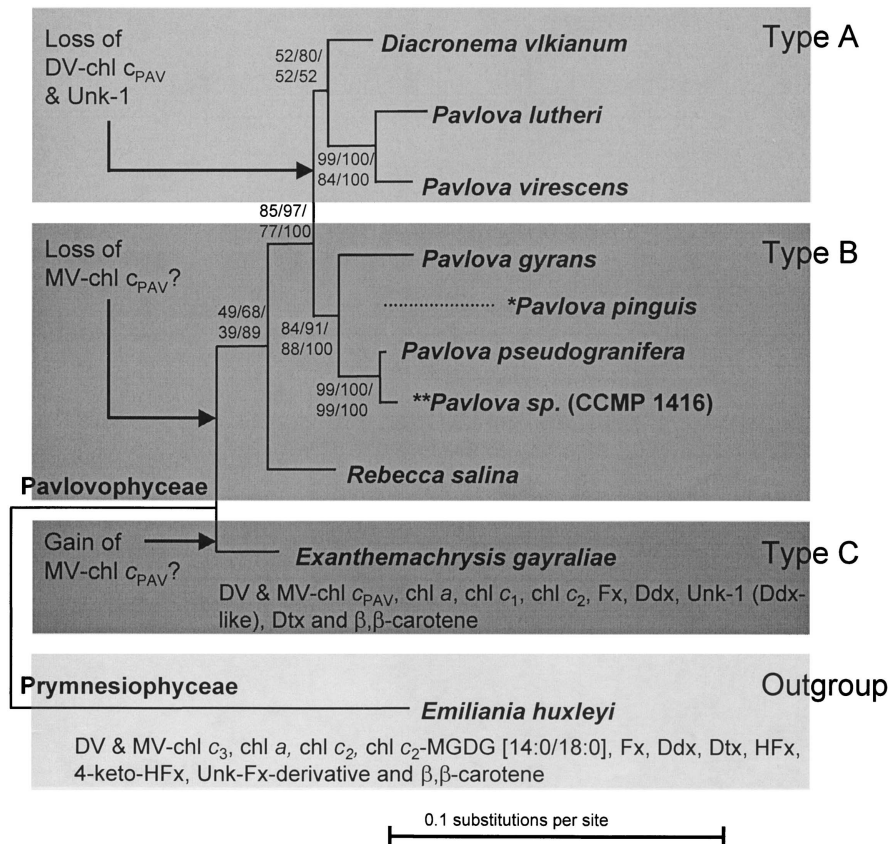 Loss of
DV-chl cPAV
& Unk-1
Type A
52/80/
52/52
Diacronema vlkianum
Pavlova lutheri
99/100/
84/100
Pavlova virescens
85/97/
77/100
Loss of
MV-chl cPAV?
Type B
Pavlova gyrans
*Pavlova pinguis
49/68/
39/89
84/91/
88/100
Pavlova pseudogranifera
99/100/
99/100
**Pavlova sp. (CCMP 1416)
Rebecca salina
Pavlovophyceae
Gain of
MV-chl cPAV?
Type C
Exanthemachrysis gayraliae
DV & MV-chl cPAV, chl a, chl c1, chl c2, Fx, Ddx, Unk-1 (Ddx-
like), Dtx and β,β-carotene
Prymnesiophyceae
Outgroup
Emiliania huxleyi
DV & MV-chl c3, chl a, chl c2, chl c2-MGDG [14:0/18:0], Fx, Ddx, Dtx, HFx,
4-keto-HFx, Unk-Fx-derivative and β,β-carotene
0.1 substitutions per site